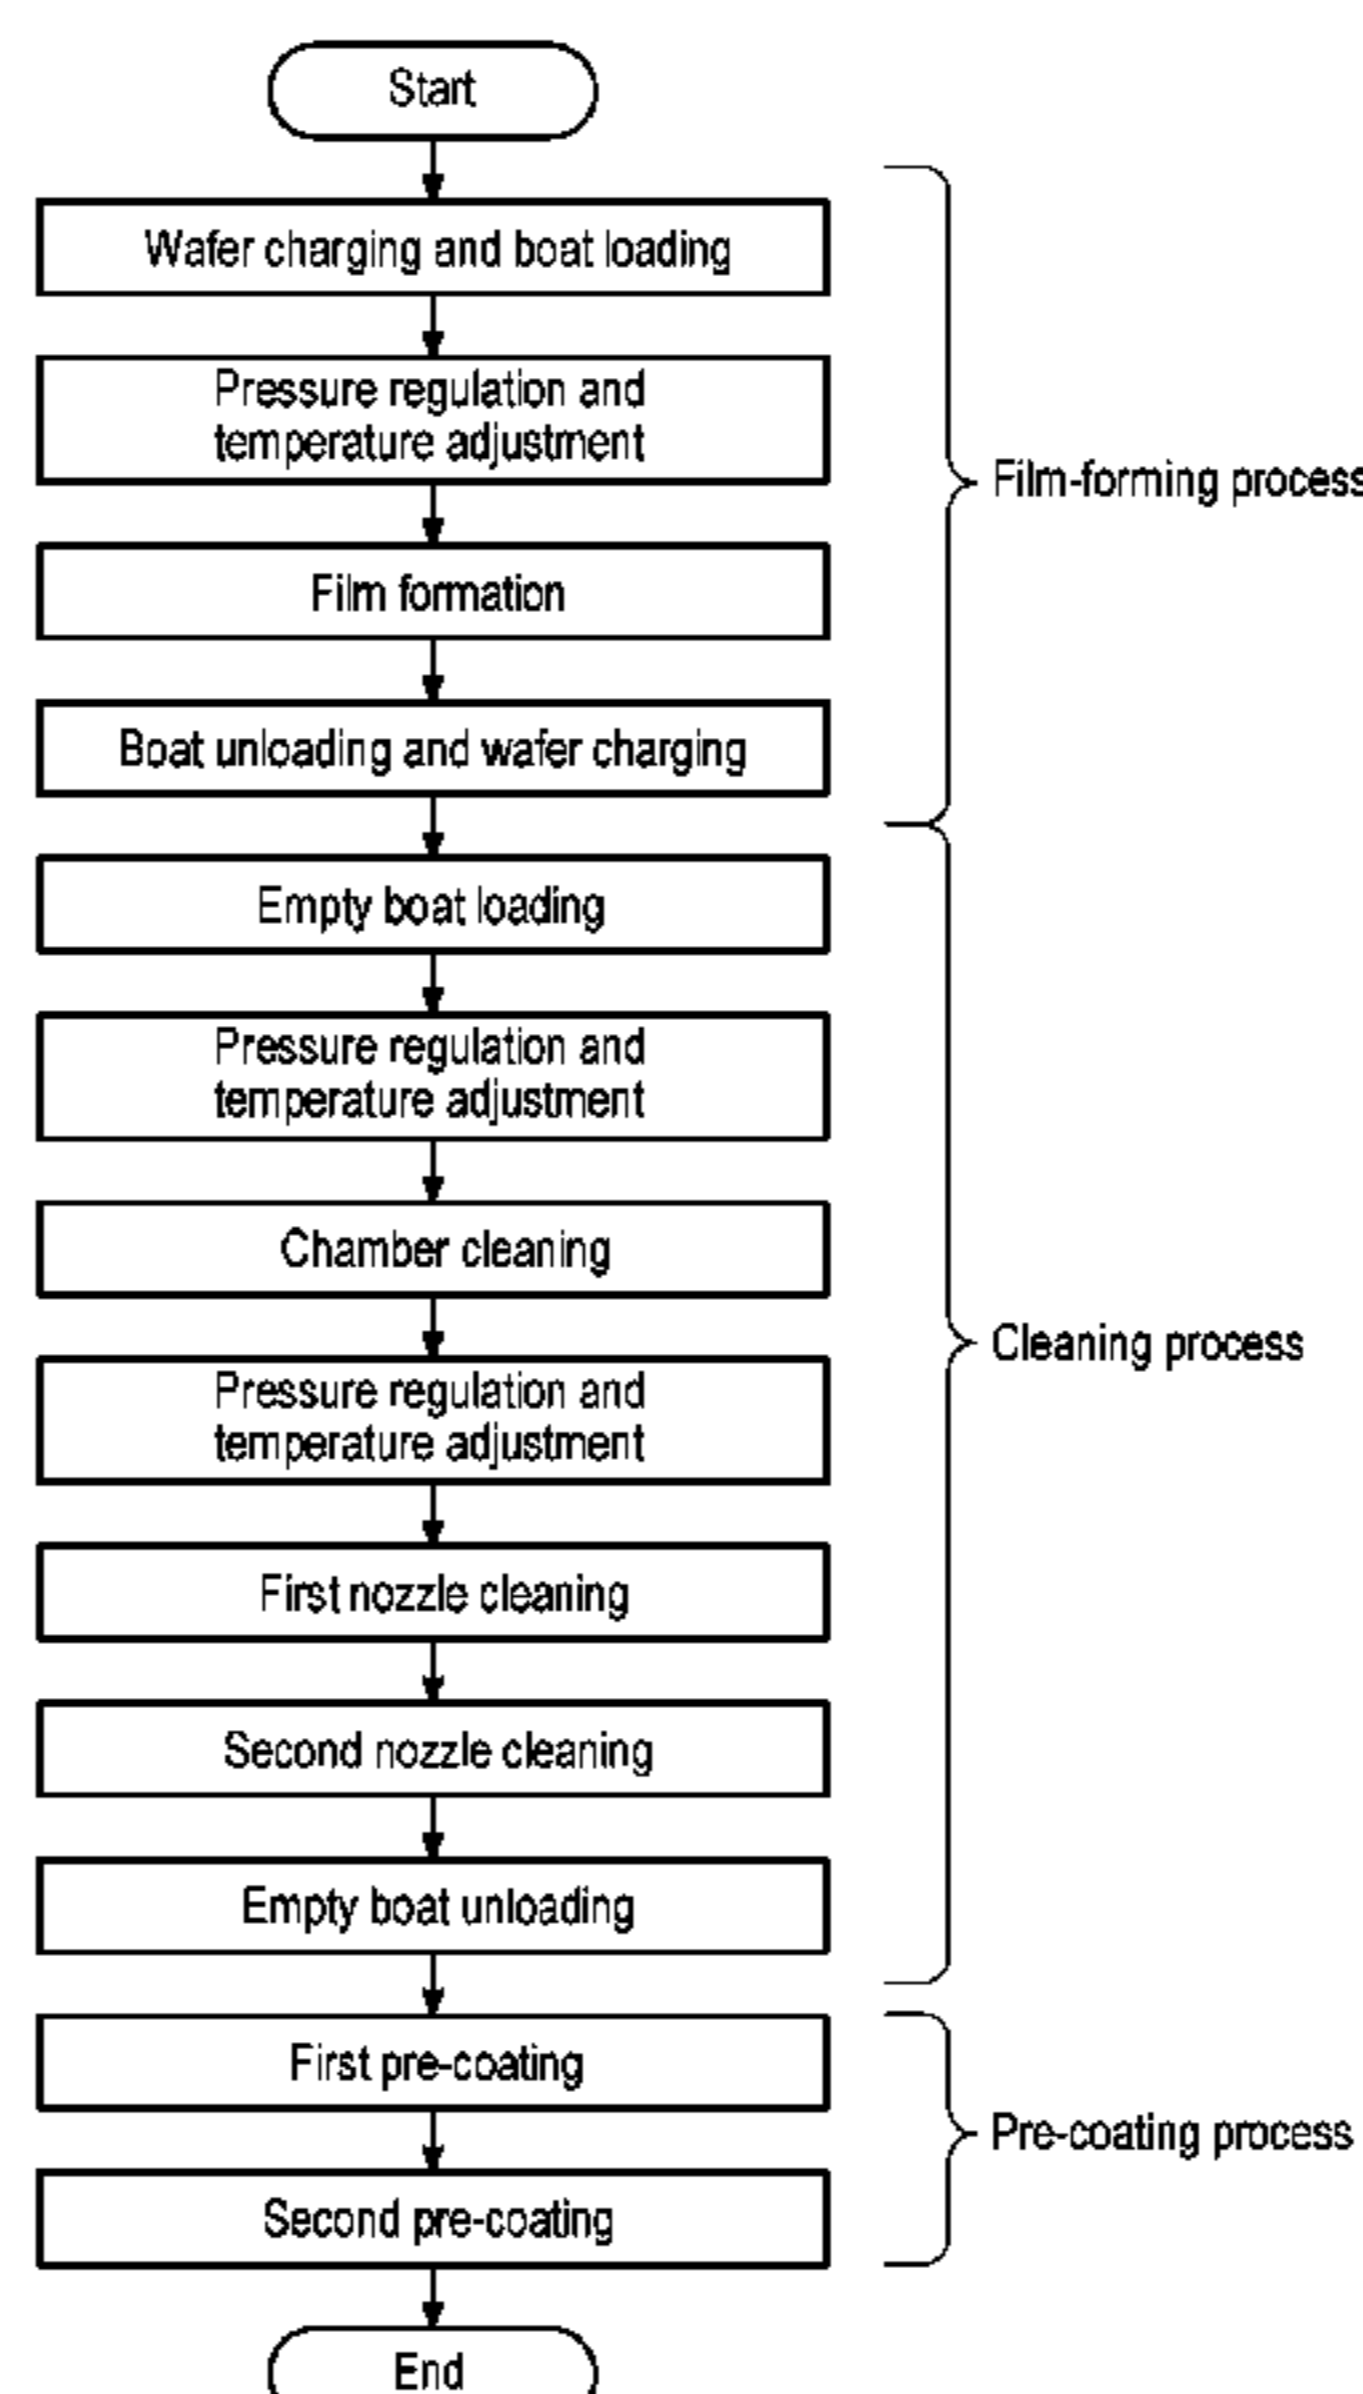 Start
Wafer charging and boat loading
Pressure regulation and
temperature adjustment
Film-forming process
Film formation
Boat unloading and wafer charging
Empty boat loading
Pressure regulation and
temperature adjustment
Chamber cleaning
Cleaning process
Pressure regulation and
temperature adjustment
First nozzle cleaning
Second nozzle cleaning
Empty boat unloading
First pre-coating
Pre-coating process
Second pre-coating
End